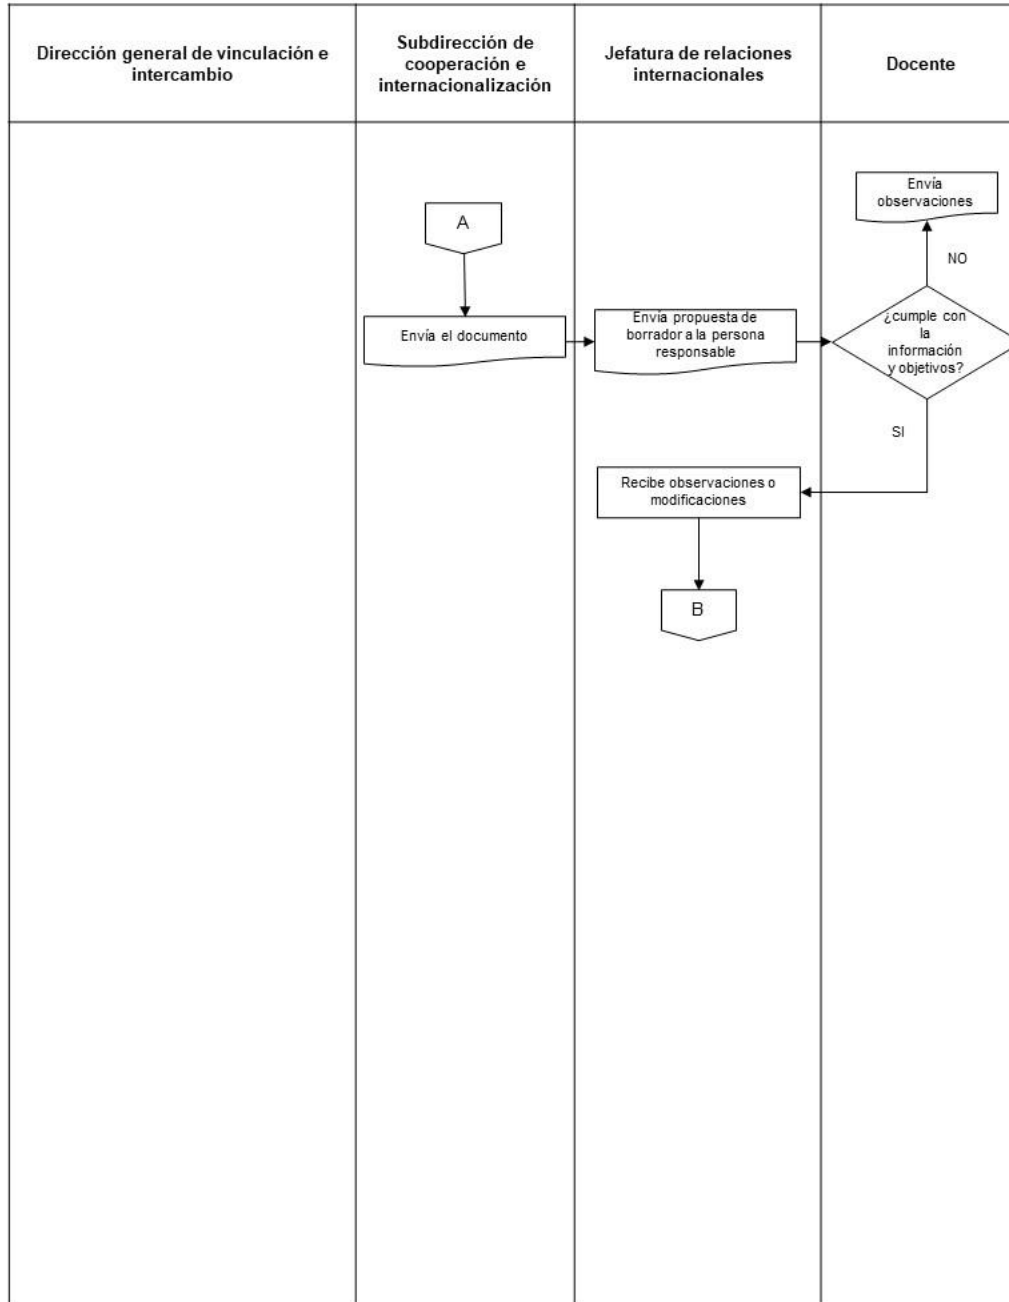 Dirección general de vinculación e
intercambio
Subdirección de
cooperación e
internacionalización
Jefatura de relaciones
internacionales
Docente
Envía
observaciones
A
NO
Envía el documento
Envía propuesta de
borrador a la persona
responsable
¿cumple con
la
información
y objetivos?
SI
Recibe observaciones o
modificaciones
B